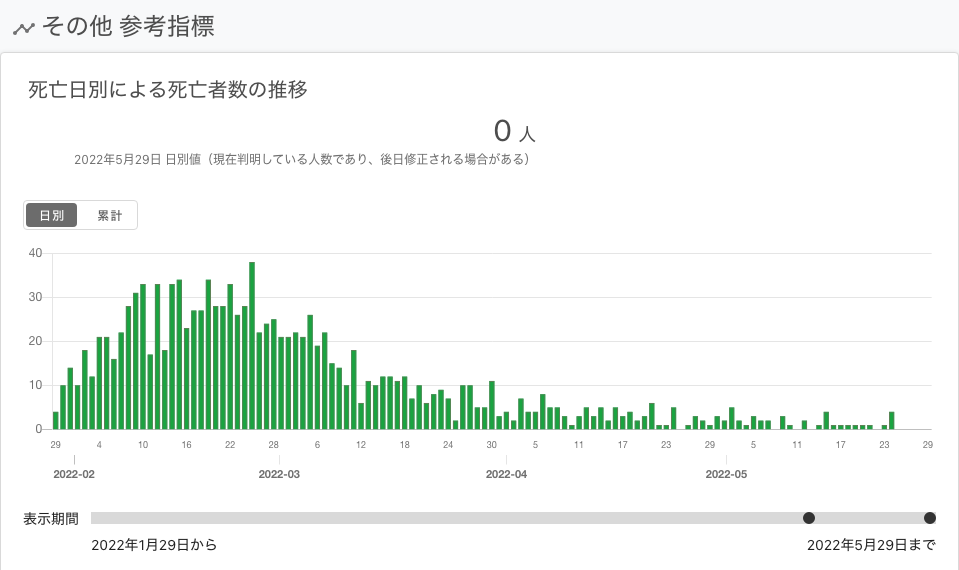 その他 参考指標
死亡日別による死亡者数の推移
0 人
2022年5月29日 日別値（現在判明している人数であり、後日修正される場合がある）
日別 累計
40
30
20
10
0
29 4 10 16 22 28 6 12 18 24 30 5 11 17 23 29 5 11 17 23 29
2022-02 2022-03 2022-04 2022-05
表示期間
2022年1月29日から 2022年5月29日まで